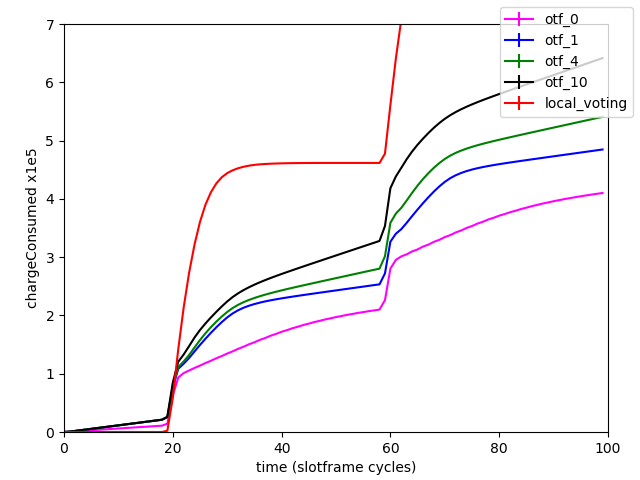 otf_0
otf_1
otf_4
otf_10
local_voting
chargeConsumed x1e5
7
6
5
4
3
2
1
0
0 20 40 60 80 100
time (slotframe cycles)